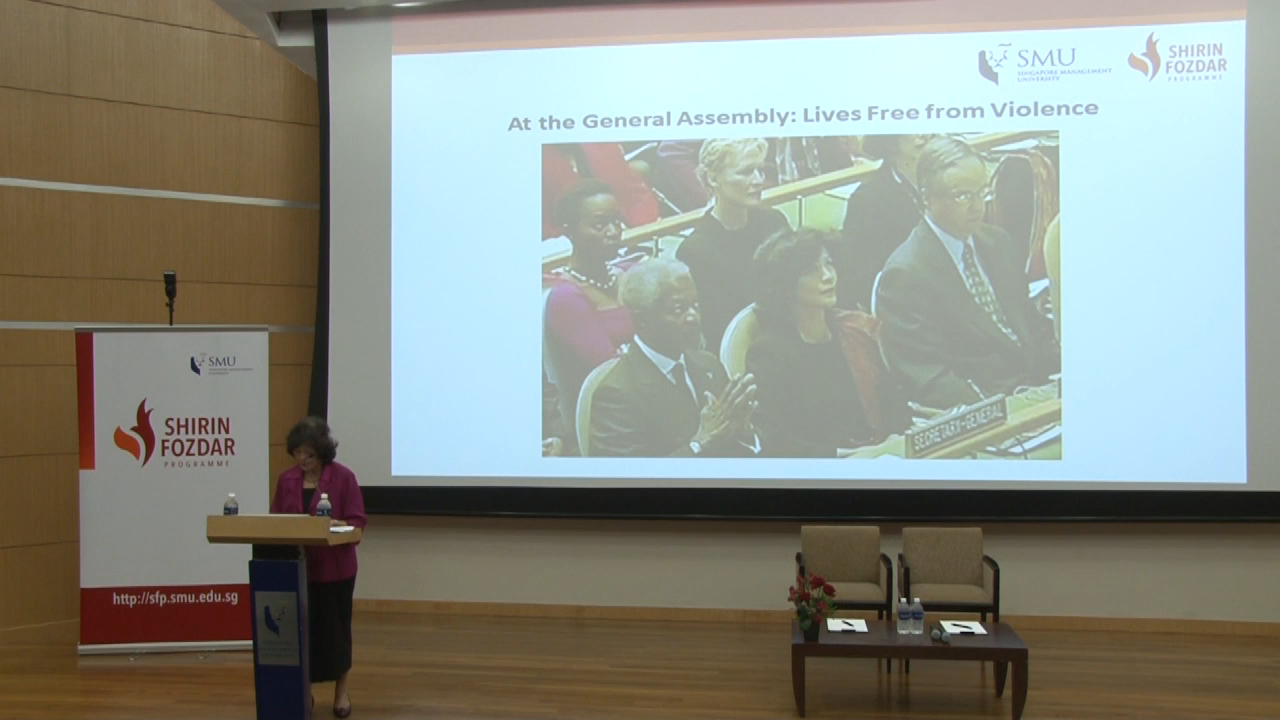 SMU
SINGAPORE MANAGEMENT
UNIVERSITY
SHIRIN
FOZDAR
PROGRAMME
At the General Assembly: Lives Free from Violence
SECRETARY-GENERAL
SMU
SHIRIN
FOZDAR
PROGRAMME
http://sfp.smu.edu.sg